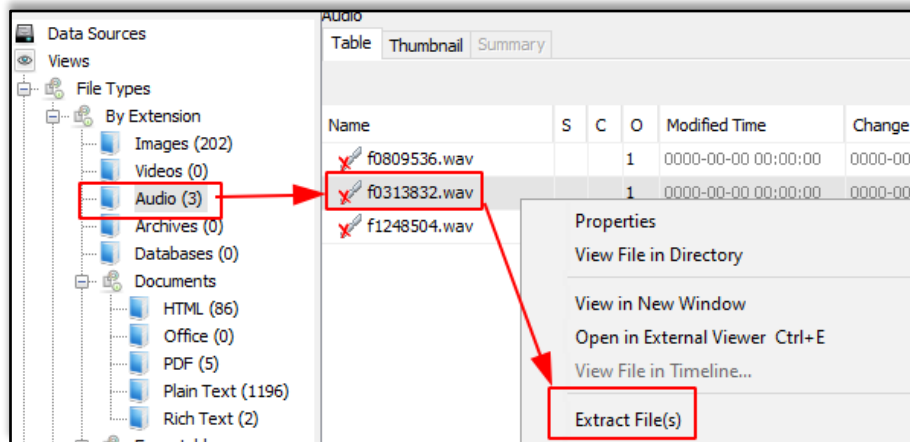 Data Sources
Views
File Types
By Extension
Images (202)
Videos (0)
Audio (3)
Archives (0)
Databases (0)
Documents
HTML (86)
Office (0)
PDF (5)
Plain Text (1196)
Rich Text (2)
Audio
Table Thumbnail Summary
Name S C O Modified Time Change
f0809536.wav 1 0000-00-00 00:00:00 0000-00
f0313832.wav 1 0000-00-00 00:00:00 0000-00
f1248504.wav
Properties
View File in Directory
View in New Window
Open in External Viewer Ctrl+E
View File in Timeline...
Extract File(s)